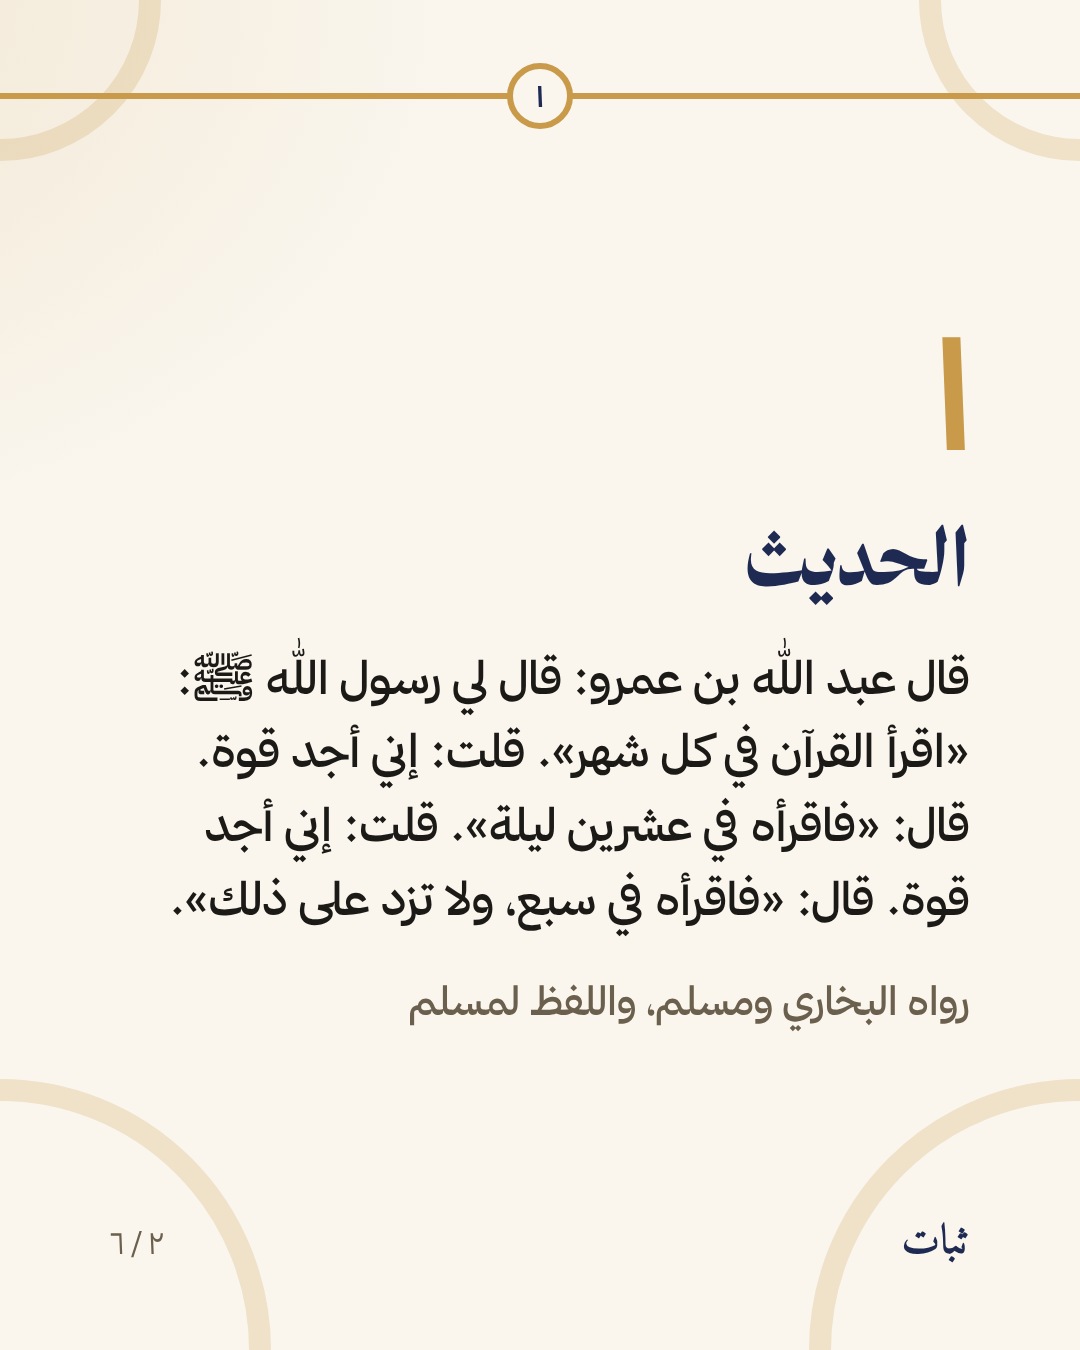 ١
١
الحديث
قال عبد الله بن عمرو: قال لي رسول الله ﷺ:
«اقرأ القرآن في كل شهر». قلت: إني أجد قوة.
قال: «فاقرأه في عشرين ليلة». قلت: إني أجد
قوة. قال: «فاقرأه في سبع، ولا تزد على ذلك».
رواه البخاري ومسلم، واللفظ لمسلم
ثبات
٢ / ٦